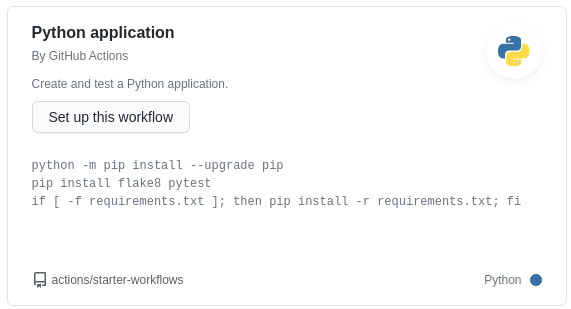 Python application
By GitHub Actions
Create and test a Python application.
Set up this workflow
python -m pip install --upgrade pip
pip install flake8 pytest
if [ -f requirements.txt ]; then pip install -r requirements.txt; fi
actions/starter-workflows
Python